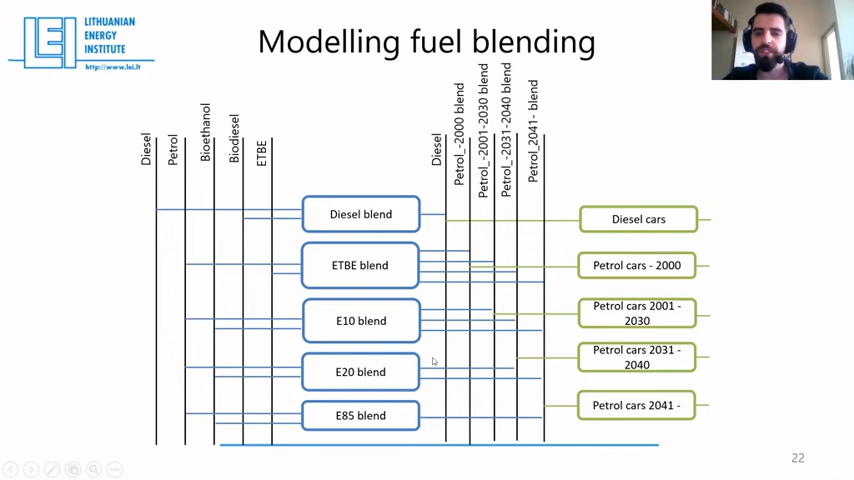 LITHUANIAN
ENERGY
INSTITUTE
LEI
http://www.lei.lt
Modelling fuel blending
Diesel
Petrol
Bioethanol
Biodiesel
ETBE
Diesel
Petrol_-2000 blend
Petrol_-2001-2030 blend
Petrol_-2031-2040 blend
Petrol_2041- blend
Diesel blend
ETBE blend
E10 blend
E20 blend
E85 blend
Diesel cars
Petrol cars - 2000
Petrol cars 2001 -
2030
Petrol cars 2031 -
2040
Petrol cars 2041 -
22